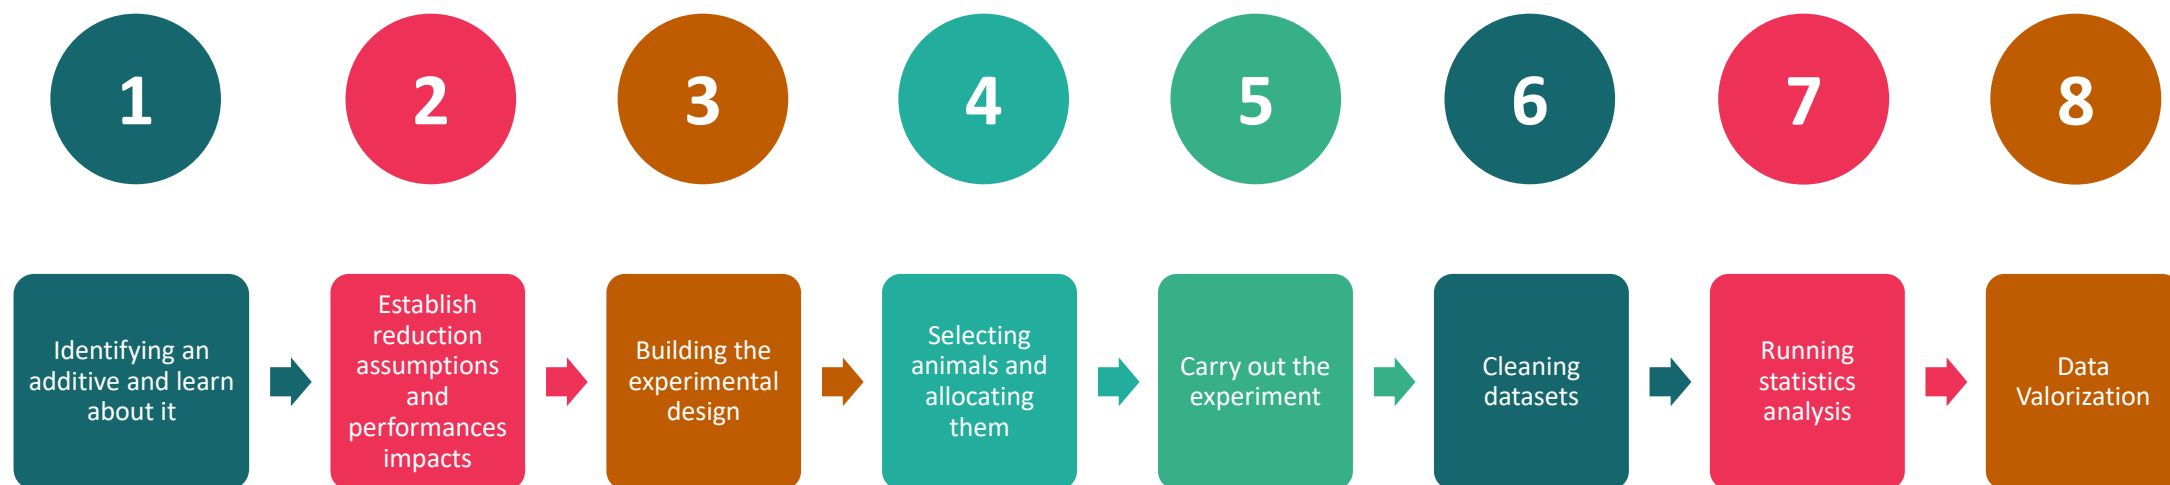 1
2
3
4
5
6
7
8
Identifying an
additive and learn
about it
Establish
reduction
assumptions
and
performances
impacts
Building the
experimental
design
Selecting
animals and
allocating
them
Carry out the
experiment
Cleaning
datasets
Running
statistics
analysis
Data
Valorization